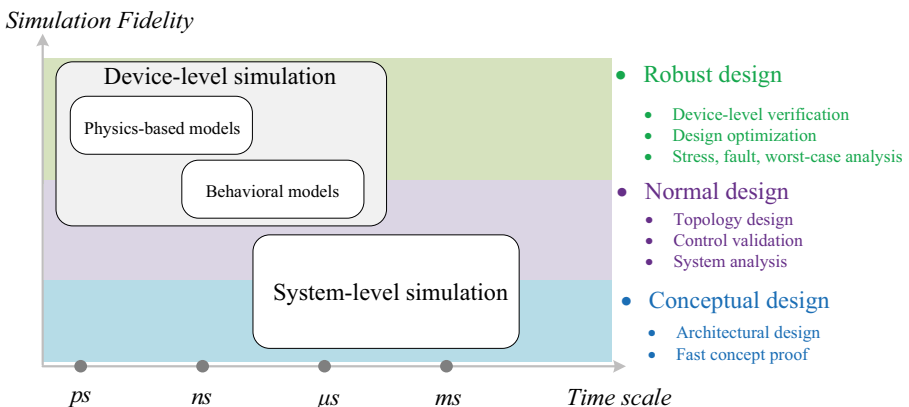 Simulation Fidelity
Device-level simulation
Physics-based models
Behavioral models
System-level simulation
ps
ns
μs
ms
Time scale
• Robust design
• Device-level verification
• Design optimization
• Stress, fault, worst-case analysis
• Normal design
• Topology design
• Control validation
• System analysis
• Conceptual design
• Architectural design
• Fast concept proof